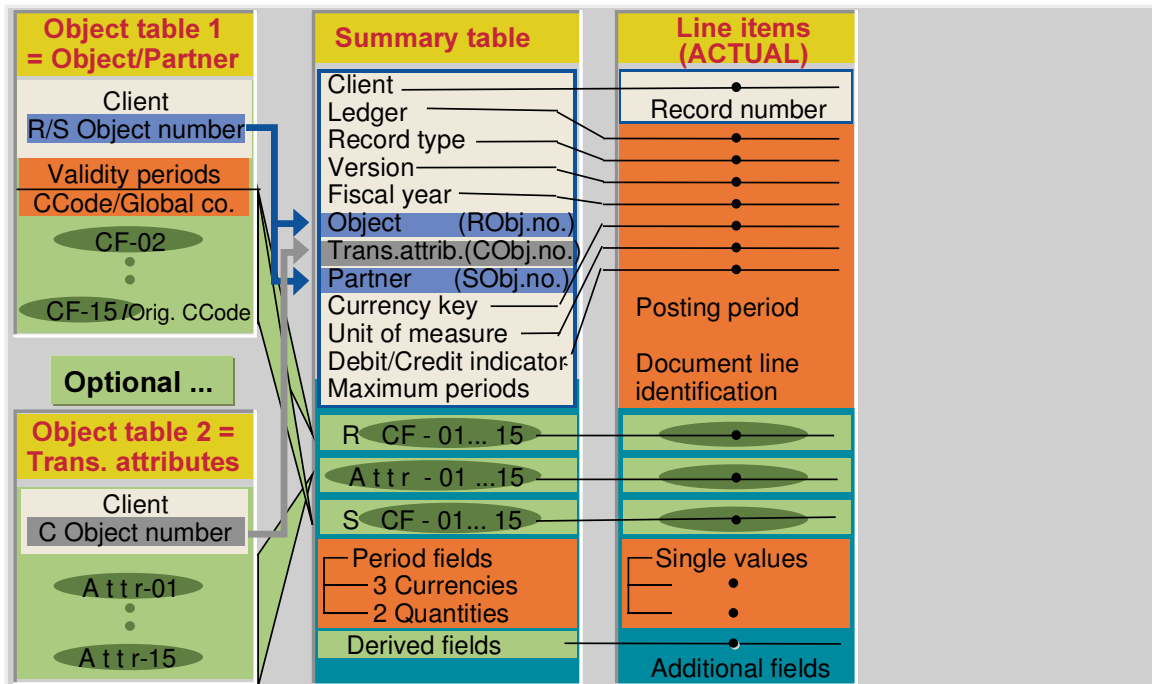 Object table 1
= Object/Partner
Client
R/S Object number
Validity periods
CCode/Global co.
CF-02
CF-15 /Orig. CCode
Optional ...
Object table 2 =
Trans. attributes
Client
C Object number
A t t r-01
A t t r-15
Summary table
Client
Ledger
Record type
Version
Fiscal year
Object (RObj.no.)
Trans.attrib.(CObj.no.)
Partner (SObj.no.)
Currency key
Unit of measure
Debit/Credit indicator
Maximum periods
R CF - 01... 15
A t t r - 01 ...15
S CF - 01... 15
Period fields
3 Currencies
2 Quantities
Derived fields
Line items
(ACTUAL)
Record number
Posting period
Document line
identification
Single values
Additional fields